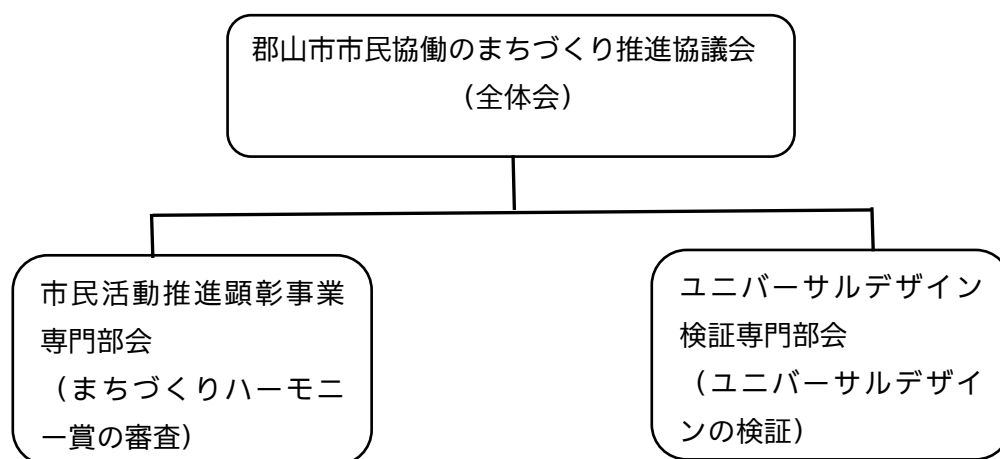 郡山市市民協働のまちづくり推進協議会
（全体会）
市民活動推進顕彰事業
専門部会
（まちづくりハーモニ
ー賞の審査）
ユニバーサルデザイン
検証専門部会
（ユニバーサルデザイ
ンの検証）